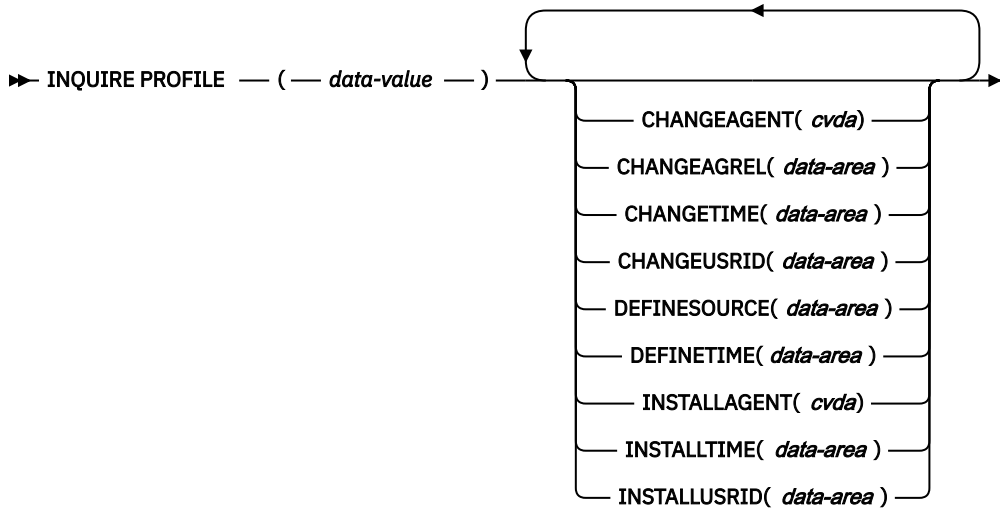 INQUIRE PROFILE ( data-value )
CHANGEAGENT( cvda)
CHANGEAGREL( data-area )
CHANGETIME( data-area )
CHANGEUSRID( data-area )
DEFINESOURCE( data-area )
DEFINETIME( data-area )
INSTALLAGENT( cvda)
INSTALLTIME( data-area )
INSTALLUSRID( data-area )